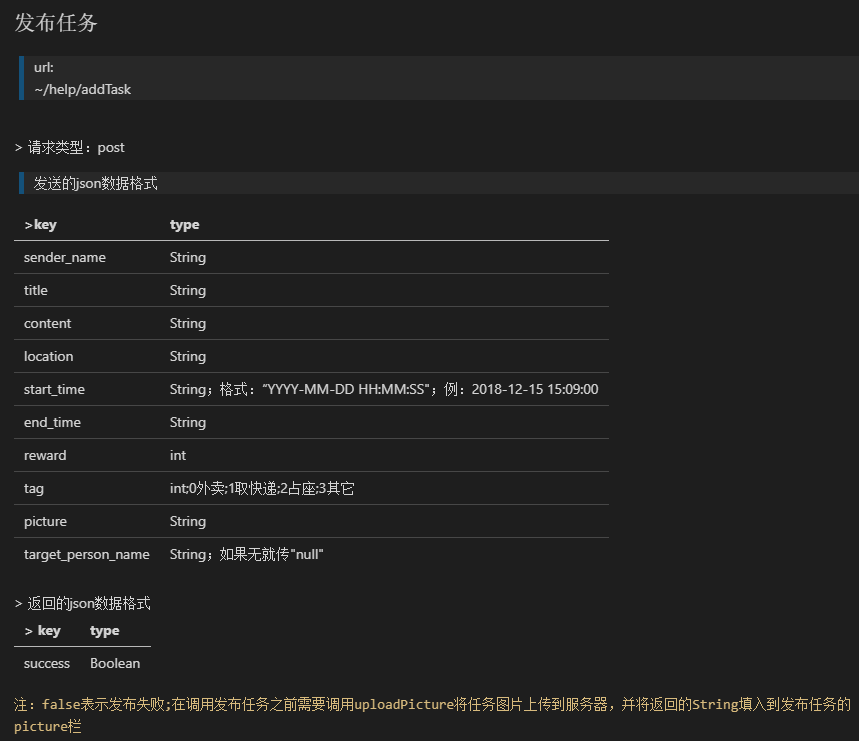 发布任务
url:
~/help/addTask
> 请求类型：post
发送的json数据格式
>key type
sender_name String
title String
content String
location String
start_time String；格式：“YYYY-MM-DD HH:MM:SS"；例：2018-12-15 15:09:00
end_time String
reward int
tag int;0外卖;1取快递;2占座;3其它
picture String
target_person_name String；如果无就传"null"
> 返回的json数据格式
> key type
success Boolean
注：false表示发布失败;在调用发布任务之前需要调用uploadPicture将任务图片上传到服务器，并将返回的String填入到发布任务的
picture栏